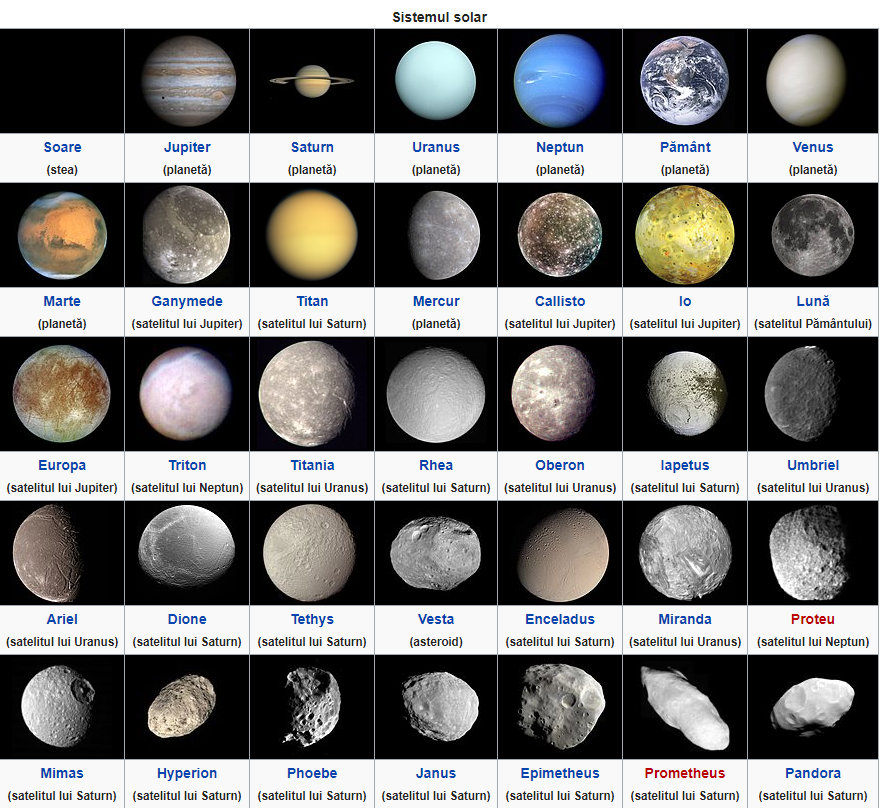 Sistemul solar
Soare
(stea)
Jupiter
(planetă)
Saturn
(planetă)
Uranus
(planetă)
Neptun
(planetă)
Pământ
(planetă)
Venus
(planetă)
Marte
(planetă)
Ganymede
(satelitul lui Jupiter)
Titan
(satelitul lui Saturn)
Mercur
(planetă)
Callisto
(satelitul lui Jupiter)
Io
(satelitul lui Jupiter)
Lună
(satelitul Pământului)
Europa
(satelitul lui Jupiter)
Triton
(satelitul lui Neptun)
Titania
(satelitul lui Uranus)
Rhea
(satelitul lui Saturn)
Oberon
(satelitul lui Uranus)
Iapetus
(satelitul lui Saturn)
Umbriel
(satelitul lui Uranus)
Ariel
(satelitul lui Uranus)
Dione
(satelitul lui Saturn)
Tethys
(satelitul lui Saturn)
Vesta
(asteroid)
Enceladus
(satelitul lui Saturn)
Miranda
(satelitul lui Uranus)
Proteu
(satelitul lui Neptun)
Mimas
(satelitul lui Saturn)
Hyperion
(satelitul lui Saturn)
Phoebe
(satelitul lui Saturn)
Janus
(satelitul lui Saturn)
Epimetheus
(satelitul lui Saturn)
Prometheus
(satelitul lui Saturn)
Pandora
(satelitul lui Saturn)